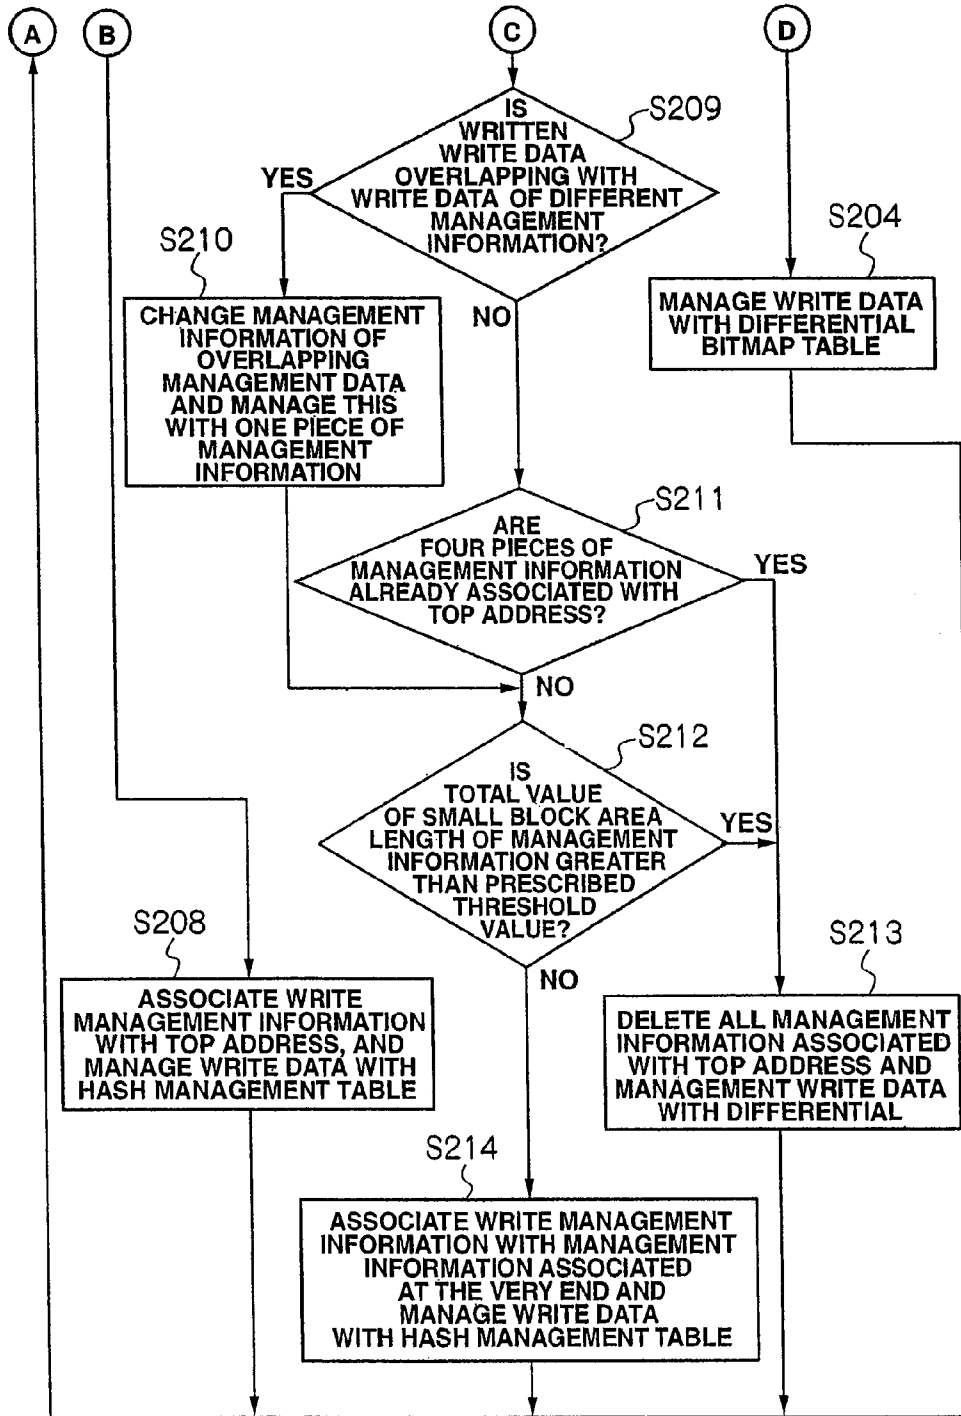 A
B
C
D
S209
IS
WRITTEN
WRITE DATA
OVERLAPPING WITH
WRITE DATA OF DIFFERENT
MANAGEMENT
INFORMATION?
YES
NO
S210
CHANGE MANAGEMENT
INFORMATION OF
OVERLAPPING
MANAGEMENT DATA
AND MANAGE THIS
WITH ONE PIECE OF
MANAGEMENT
INFORMATION
S204
MANAGE WRITE DATA
WITH DIFFERENTIAL
BITMAP TABLE
S211
ARE
FOUR PIECES OF
MANAGEMENT INFORMATION
ALREADY ASSOCIATED WITH
TOP ADDRESS?
YES
NO
S212
IS
TOTAL VALUE
OF SMALL BLOCK AREA
LENGTH OF MANAGEMENT
INFORMATION GREATER
THAN PRESCRIBED
THRESHOLD
VALUE?
YES
NO
S208
ASSOCIATE WRITE
MANAGEMENT INFORMATION
WITH TOP ADDRESS, AND
MANAGE WRITE DATA WITH
HASH MANAGEMENT TABLE
S213
DELETE ALL MANAGEMENT
INFORMATION ASSOCIATED
WITH TOP ADDRESS AND
MANAGEMENT WRITE DATA
WITH DIFFERENTIAL
S214
ASSOCIATE WRITE MANAGEMENT
INFORMATION WITH MANAGEMENT
INFORMATION ASSOCIATED
AT THE VERY END AND
MANAGE WRITE DATA
WITH HASH MANAGEMENT TABLE